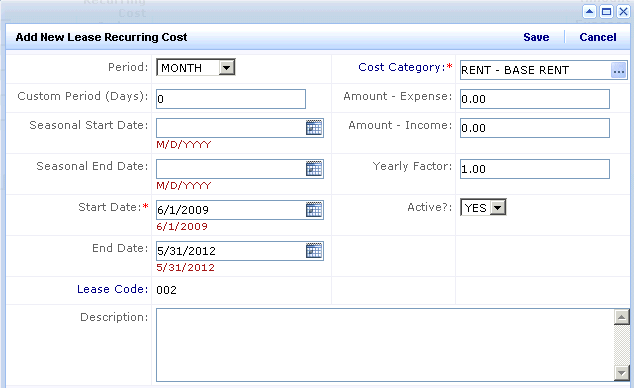 Recurring
Cost
Add New Lease Recurring Cost Save Cancel
Period: MONTH Cost Category:* RENT - BASE RENT ...
Custom Period (Days): 0 Amount - Expense: 0.00
Seasonal Start Date: Amount - Income: 0.00
M/D/YYYY
Seasonal End Date: Yearly Factor: 1.00
M/D/YYYY
Start Date:* 6/1/2009 Active?: YES
6/1/2009
End Date: 5/31/2012
5/31/2012
Lease Code: 002
Description: